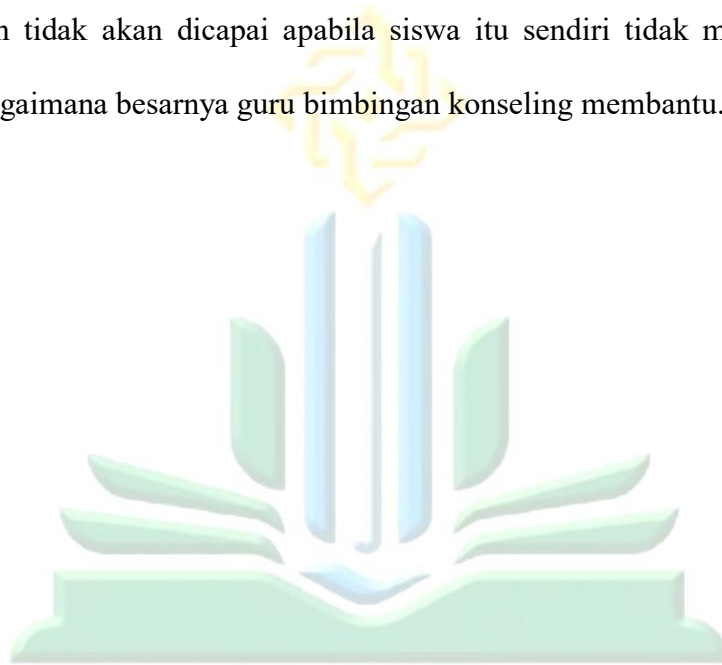 tidak akan dicapai apabila siswa itu sendiri tidak
gaimana besarnya guru bimbingan konseling membantu.